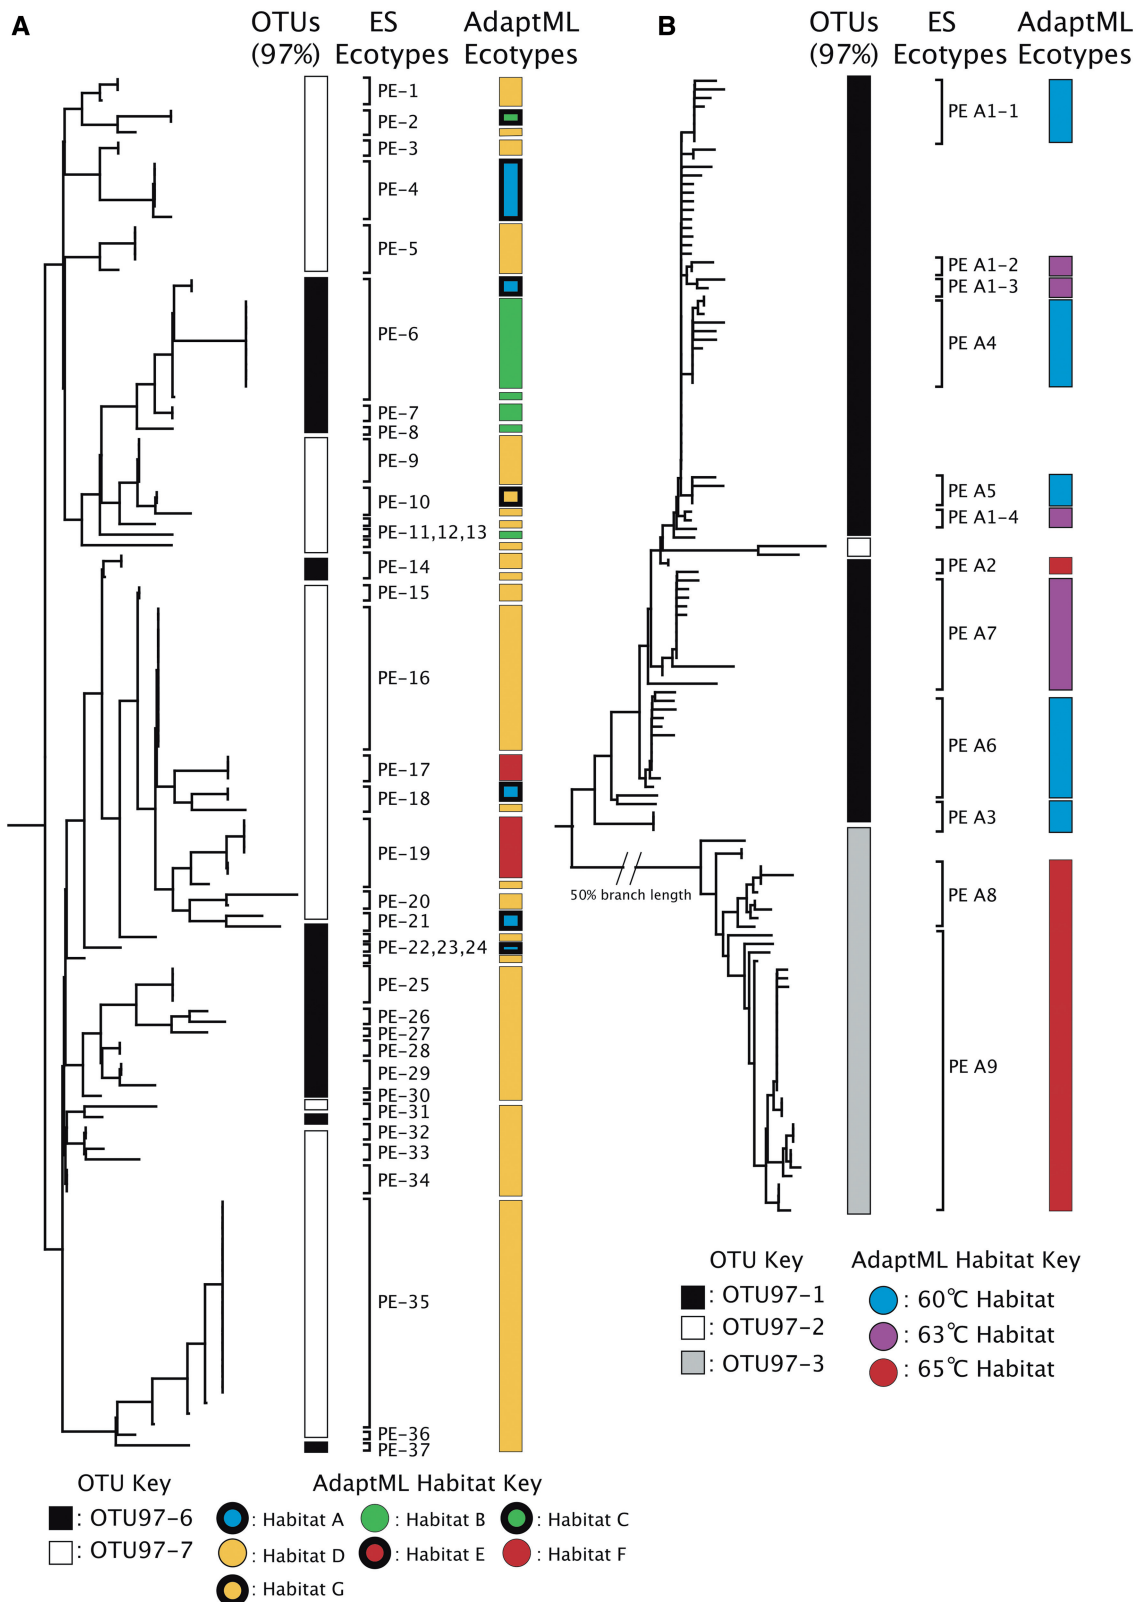 A
OTUs
(97%)
ES
Ecotypes
AdaptML
Ecotypes
PE-1
PE-2
PE-3
PE-4
PE-5
PE-6
PE-7
PE-8
PE-9
PE-10
PE-11,12,13
PE-14
PE-15
PE-16
PE-17
PE-18
PE-19
PE-20
PE-21
PE-22,23,24
PE-25
PE-26
PE-27
PE-28
PE-29
PE-30
PE-31
PE-32
PE-33
PE-34
PE-35
PE-36
PE-37
OTU Key
: OTU97-6
: OTU97-7
AdaptML Habitat Key
: Habitat A
: Habitat B
: Habitat C
: Habitat D
: Habitat E
: Habitat F
: Habitat G
B
OTUs
(97%)
ES
Ecotypes
AdaptML
Ecotypes
PE A1-1
PE A1-2
PE A1-3
PE A4
PE A5
PE A1-4
PE A2
PE A7
PE A6
PE A3
50% branch length
PE A8
PE A9
OTU Key
: OTU97-1
: OTU97-2
: OTU97-3
AdaptML Habitat Key
: 60℃ Habitat
: 63℃ Habitat
: 65℃ Habitat